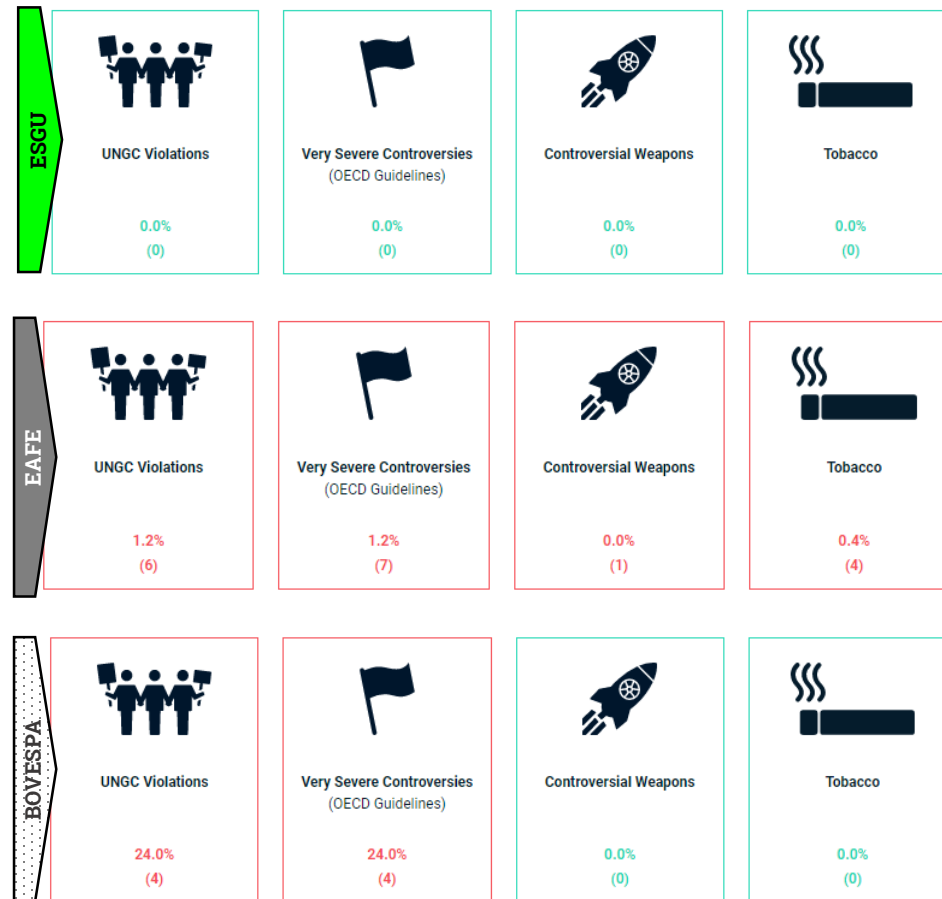 ESGU
UNGC Violations
0.0%
(0)
Very Severe Controversies
(OECD Guidelines)
0.0%
(0)
Controversial Weapons
0.0%
(0)
Tobacco
0.0%
(0)
EAFE
UNGC Violations
1.2%
(6)
Very Severe Controversies
(OECD Guidelines)
1.2%
(7)
Controversial Weapons
0.0%
(1)
Tobacco
0.4%
(4)
BOVESPA
UNGC Violations
24.0%
(4)
Very Severe Controversies
(OECD Guidelines)
24.0%
(4)
Controversial Weapons
0.0%
(0)
Tobacco
0.0%
(0)